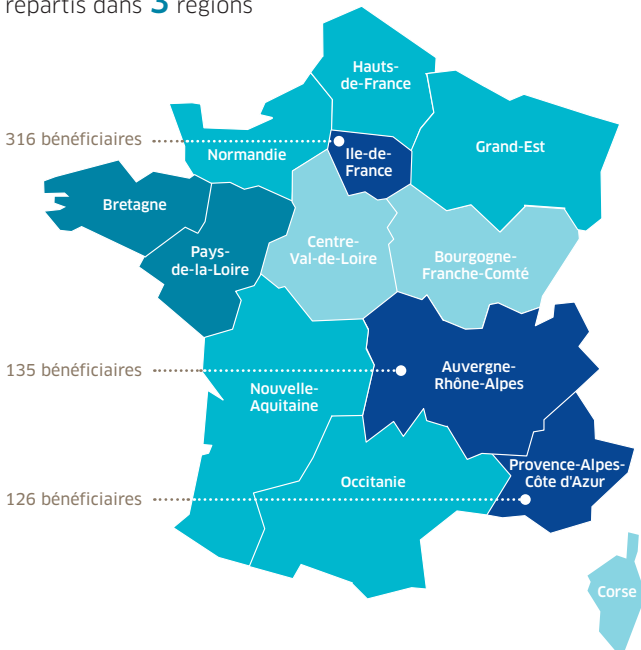 répartis dans 3 régions
Hauts-
de-France
316 bénéficiaires
Normandie
Ile-de-
France
Grand-Est
Bretagne
Pays-
de-la-Loire
Centre-
Val-de-Loire
Bourgogne-
Franche-Comté
135 bénéficiaires
Auvergne-
Rhône-Alpes
Nouvelle-
Aquitaine
Provence-Alpes-
Côte d'Azur
Occitanie
126 bénéficiaires
Corse